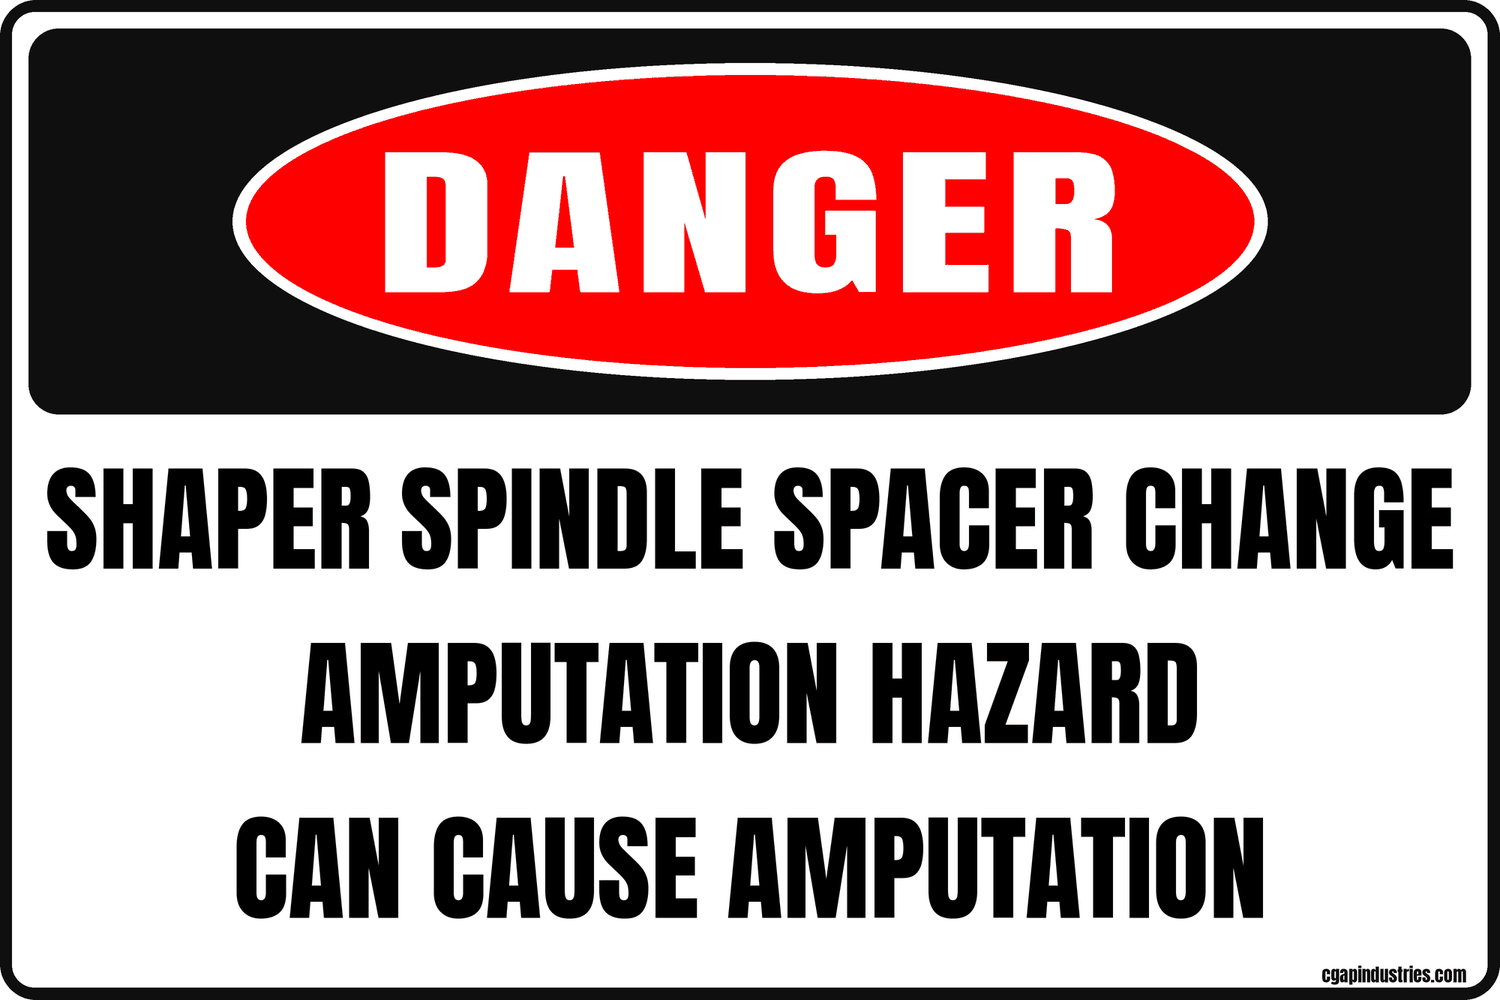 DANGER
SHAPER SPINDLE SPACER CHANGE
AMPUTATION HAZARD
CAN CAUSE AMPUTATION
cgapindustries.com